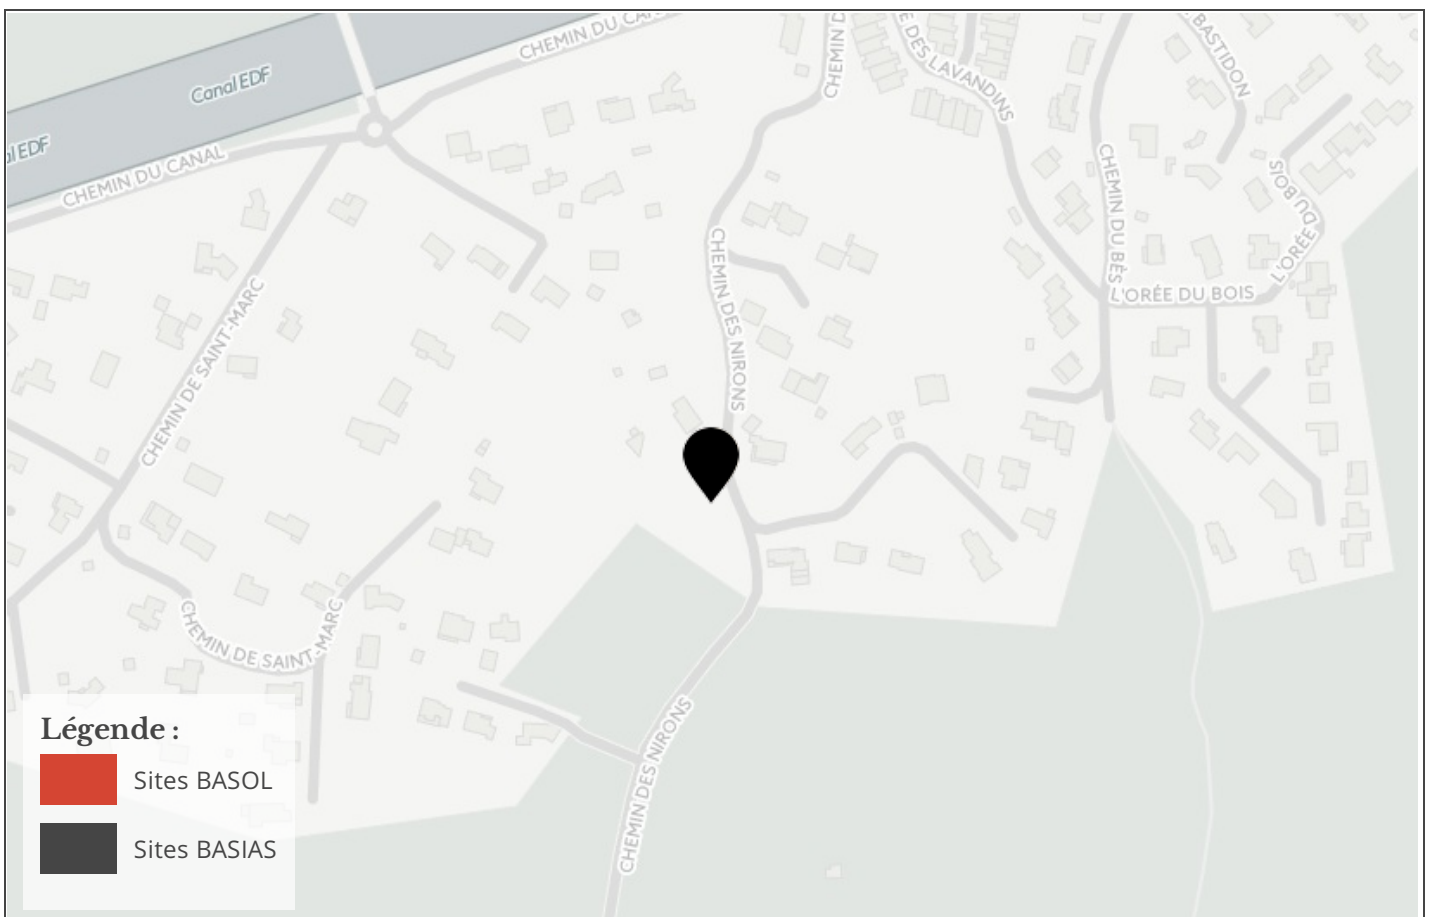 CHEMIN DU CAN
CHEMIN D
E DES LAVANDINS
BASTIDON
Canal EDF
al EDF
CHEMIN DU CANAL
CHEMIN DU BÈS
L'ORÉE DU BOIS
L'ORÉE DU BOIS
CHEMIN DES NIRONS
CHEMIN DE SAINT-MARC
CHEMIN DE SAINT-MARC
CHEMIN DES NIRONS
Légende :
Sites BASOL
Sites BASIAS